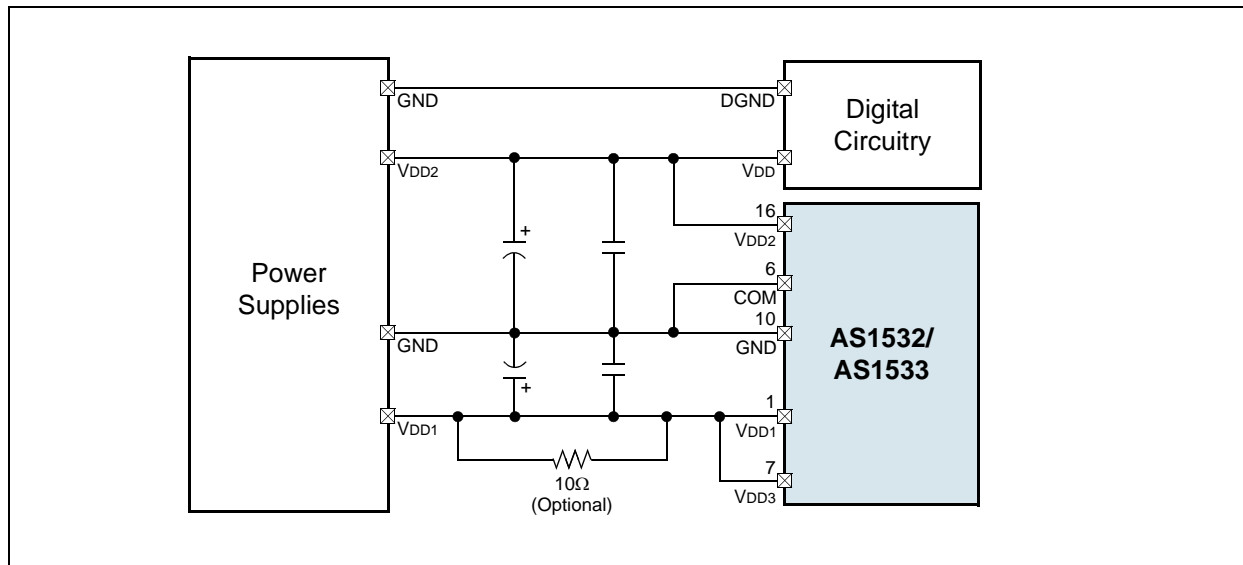 GND
DGND
Digital
Circuitry
VDD2
VDD
16
VDD2
Power
Supplies
6
COM
10
GND
GND
AS1532/
AS1533
+
+
VDD1
1
VDD1
10Ω
(Optional)
7
VDD3